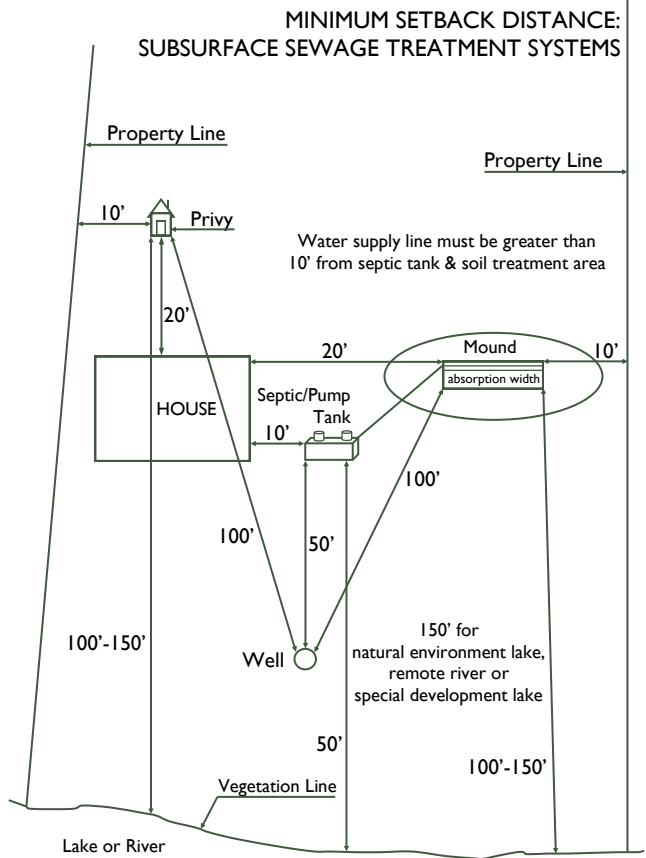 MINIMUM SETBACK DISTANCE:
SUBSURFACE SEWAGE TREATMENT SYSTEMS
Property Line
Property Line
10’
Privy
Water supply line must be greater than
10’ from septic tank & soil treatment area
20’
20’
Mound
10’
absorption width
HOUSE
Septic/Pump
Tank
10’
100’
100’
50’
100’-150’
Well
150’ for
natural environment lake,
remote river or
special development lake
50’
100’-150’
Vegetation Line
Lake or River